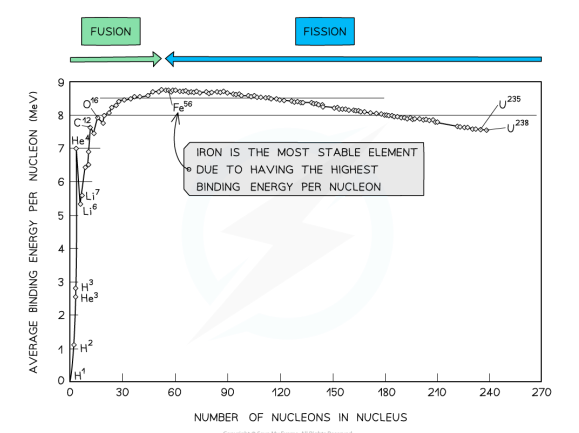 FUSION
FISSION
AVERAGE BINDING ENERGY PER NUCLEON (MeV)
9
8
7
6
5
4
3
2
1
0
O¹⁶
C¹²
He⁴
Li⁷
Li⁶
H³
He³
H²
H¹
Fe⁵⁶
U²³⁵
U²³⁸
IRON IS THE MOST STABLE ELEMENT
DUE TO HAVING THE HIGHEST
BINDING ENERGY PER NUCLEON
0 30 60 90 120 150 180 210 240 270
NUMBER OF NUCLEONS IN NUCLEUS